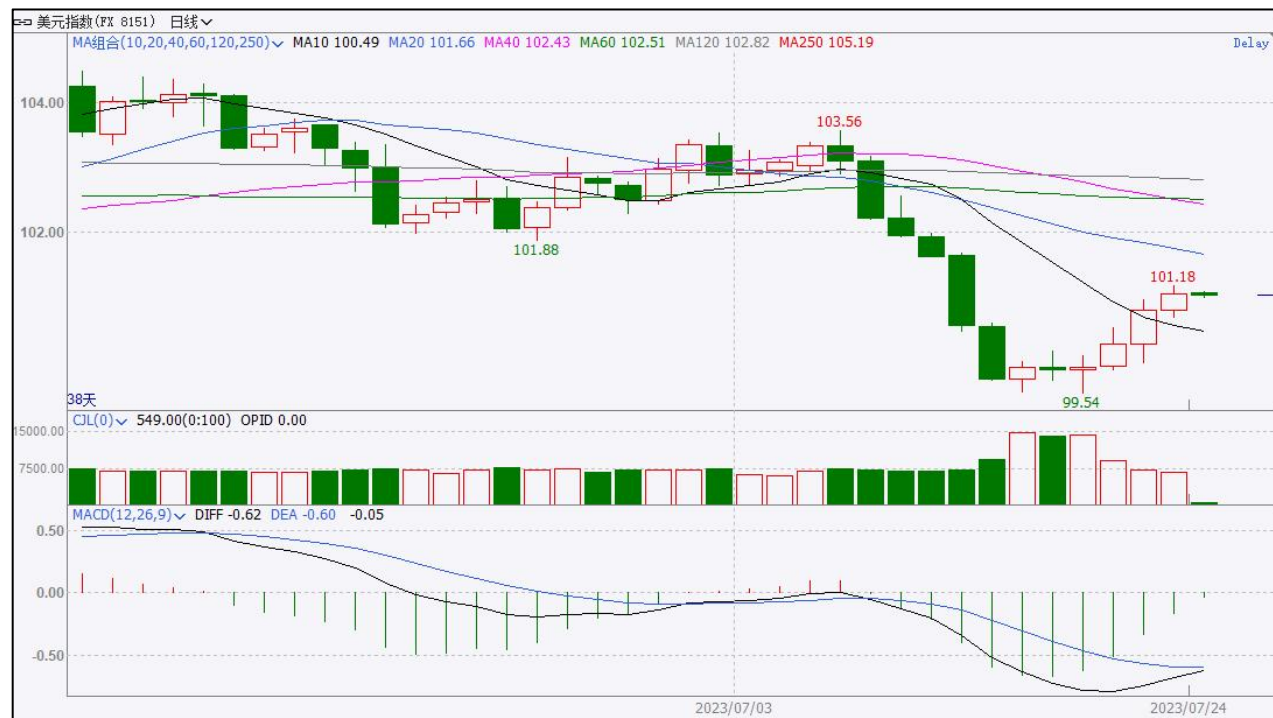 美元指数(FX 8151) 日线
MA组合(10,20,40,60,120,250) MA10 100.49 MA20 101.66 MA40 102.43 MA60 102.51 MA120 102.82 MA250 105.19 Delay
104.00
103.56
102.00
101.88
101.18
99.54
38天
CJL(0) 549.00(0:100) OPID 0.00
15000.00
7500.00
MACD(12,26,9) DIFF -0.62 DEA -0.60 -0.05
0.50
0.00
-0.50
2023/07/03 2023/07/24